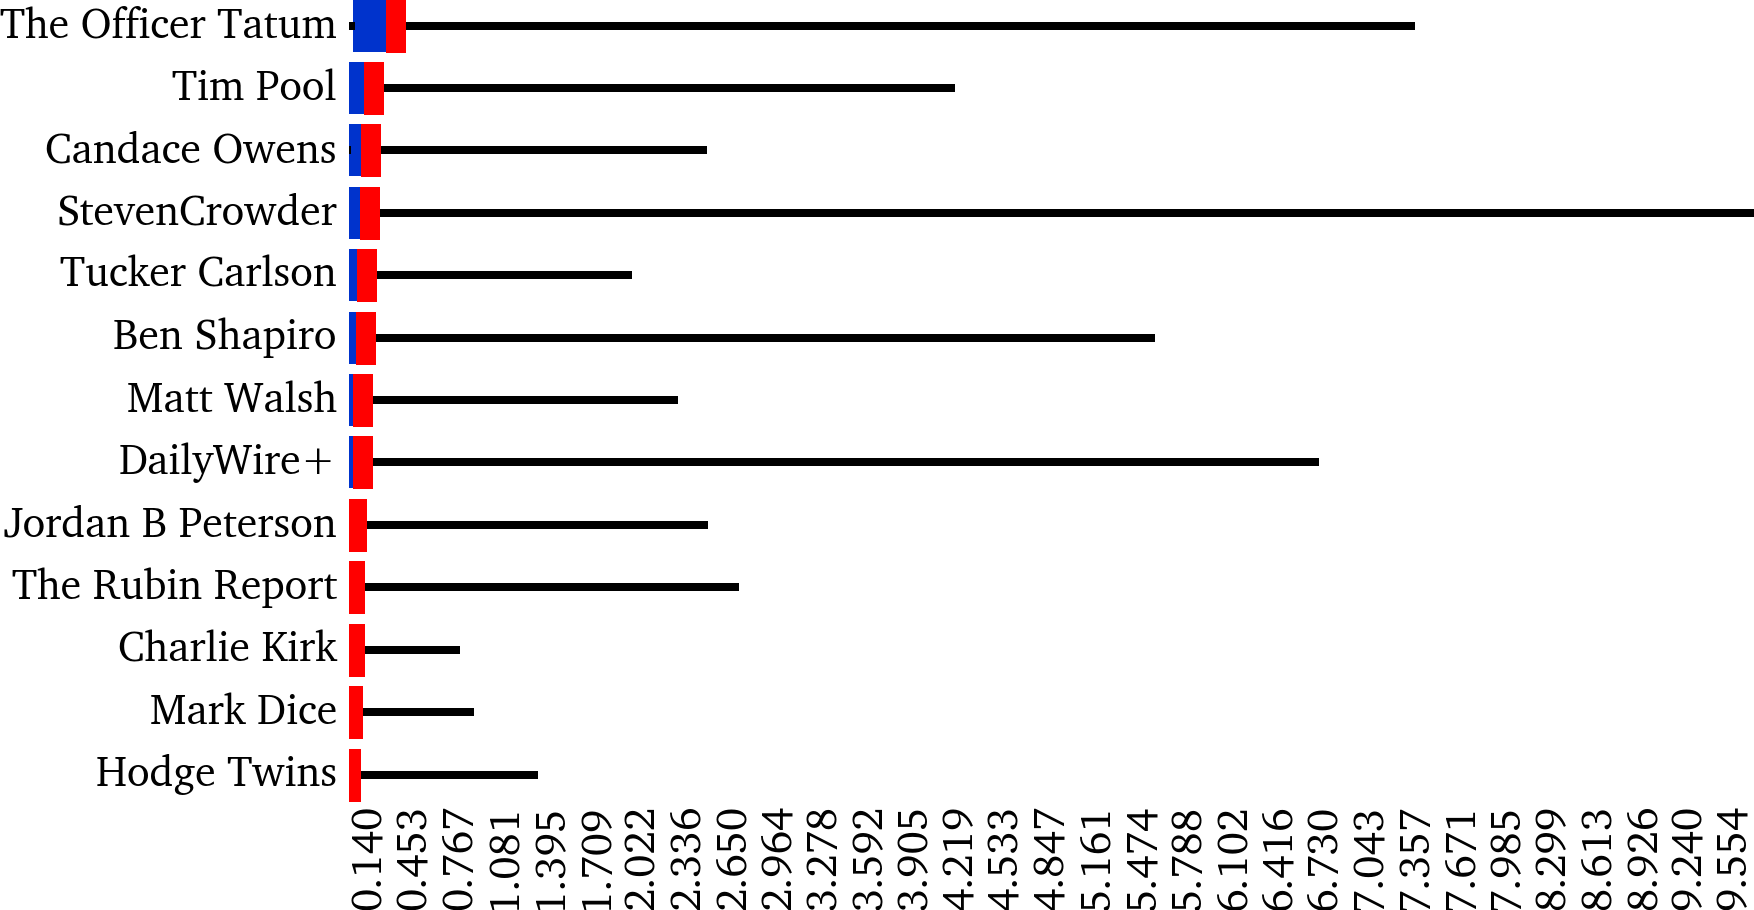 The Officer Tatum
Tim Pool
Candace Owens
StevenCrowder
Tucker Carlson
Ben Shapiro
Matt Walsh
DailyWire+
Jordan B Peterson
The Rubin Report
Charlie Kirk
Mark Dice
Hodge Twins
0.140
0.453
0.767
1.081
1.395
1.709
2.022
2.336
2.650
2.964
3.278
3.592
3.905
4.219
4.533
4.847
5.161
5.474
5.788
6.102
6.416
6.730
7.043
7.357
7.671
7.985
8.299
8.613
8.926
9.240
9.554